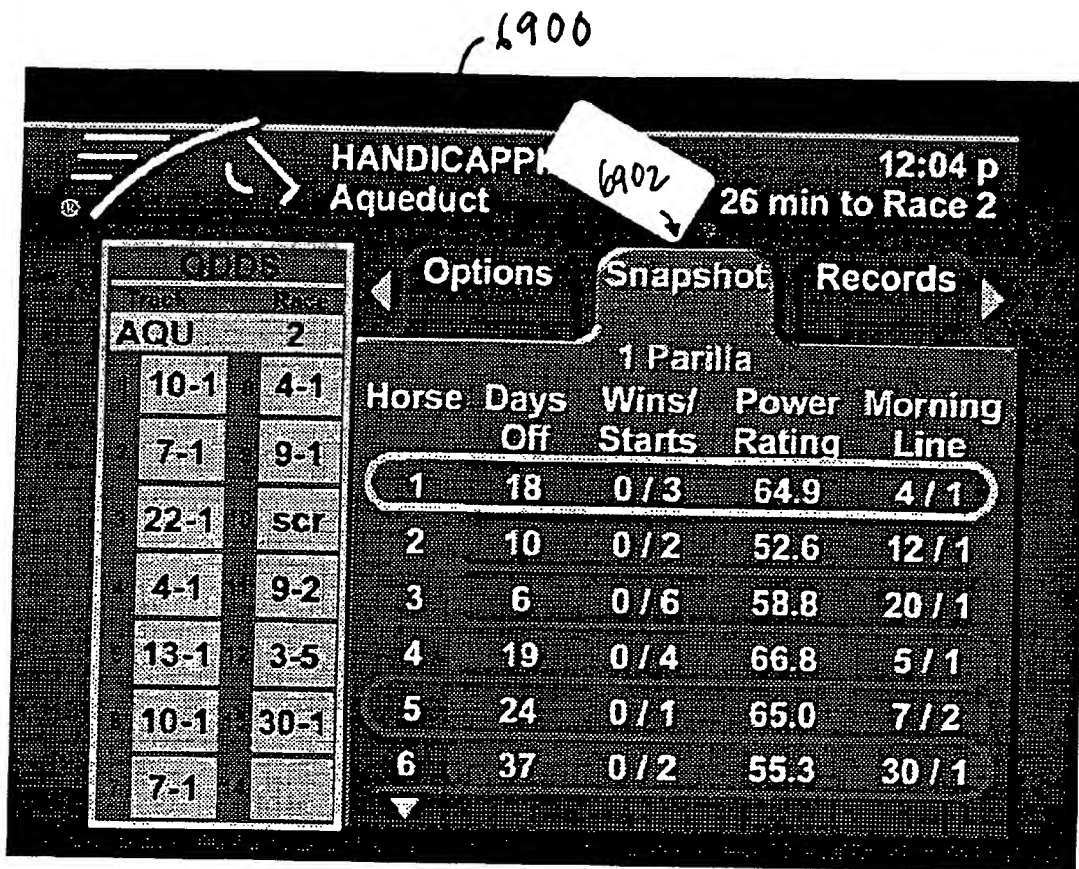 6900
HANDICAPPI
Aqueduct
6902
12:04 p
26 min to Race 2
®
ODDS
Track Race
AQU 2
10-1 4-1
7-1 9-1
22-1 10 scr
4-1 9-2
13-1 3-5
10-1 30-1
7-1
Options Snapshot Records
1 Parilla
Horse Days Wins/ Power Morning
Off Starts Rating Line
1 18 0 / 3 64.9 4 / 1
2 10 0 / 2 52.6 12 / 1
3 6 0 / 6 58.8 20 / 1
4 19 0 / 4 66.8 5 / 1
5 24 0 / 1 65.0 7 / 2
6 37 0 / 2 55.3 30 / 1